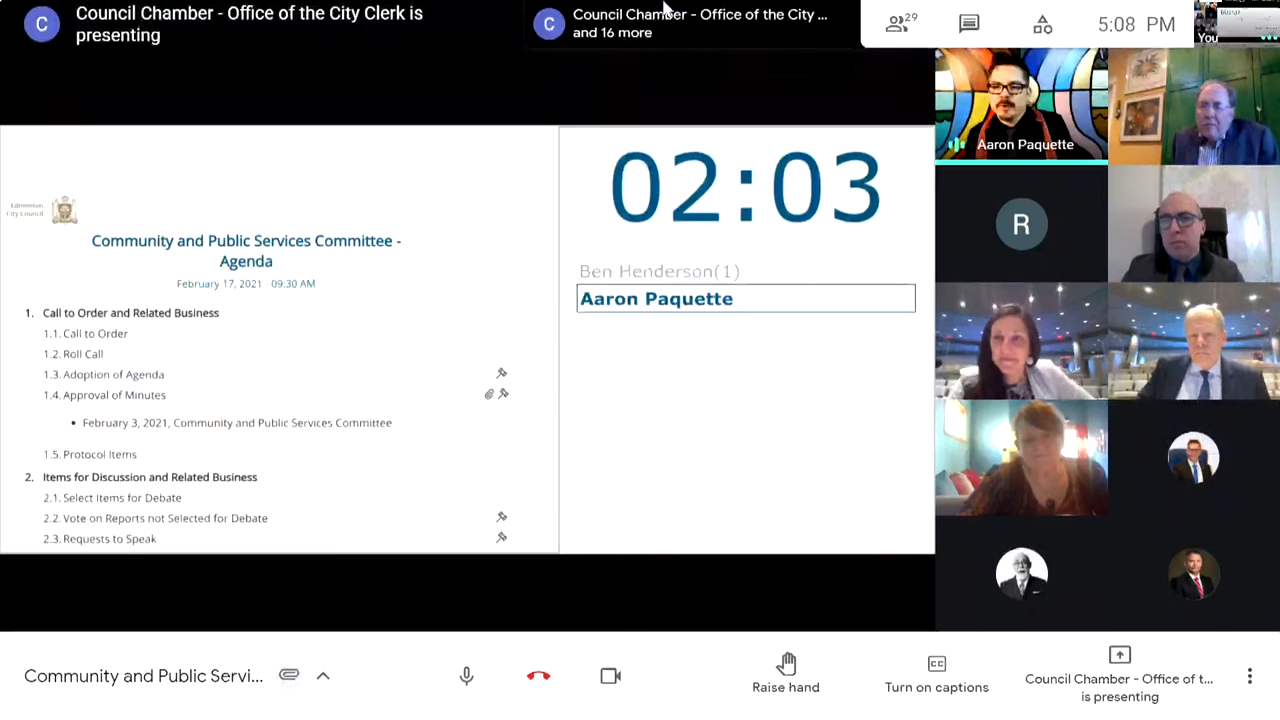 C
Council Chamber - Office of the City Clerk is
presenting
C
Council Chamber - Office of the City ...
and 16 more
29
5:08 PM
You
Edmonton
City Council
Community and Public Services Committee -
Agenda
February 17, 2021 - 09:30 AM
1. Call to Order and Related Business
1.1. Call to Order
1.2. Roll Call
1.3. Adoption of Agenda
1.4. Approval of Minutes
• February 3, 2021, Community and Public Services Committee
1.5. Protocol Items
2. Items for Discussion and Related Business
2.1. Select Items for Debate
2.2. Vote on Reports not Selected for Debate
2.3. Requests to Speak
02:03
Ben Henderson(1)
Aaron Paquette
Aaron Paquette
R
Community and Public Servi...
Raise hand
CC
Turn on captions
Council Chamber - Office of t...
is presenting